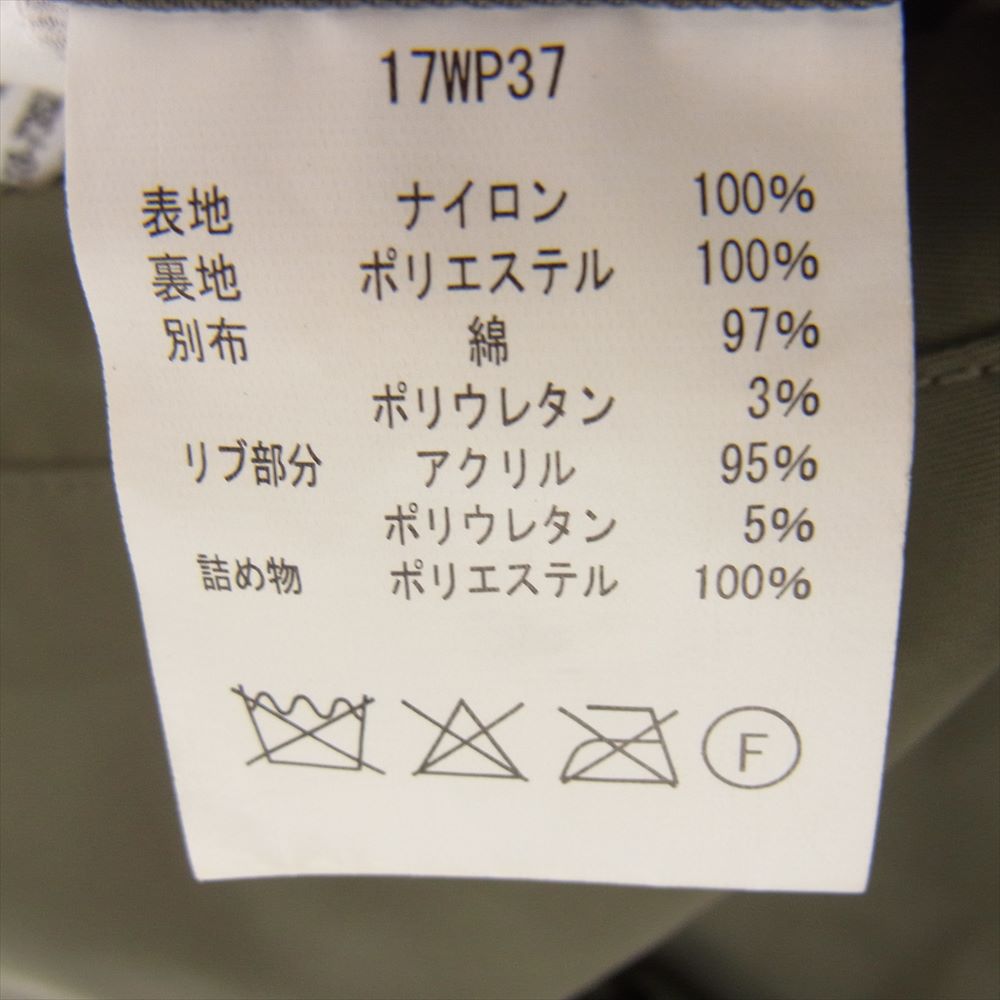 17WP37
表地 ナイロン 100%
裏地 ポリエステル 100%
別布 綿 97%
ポリウレタン 3%
リブ部分 アクリル 95%
ポリウレタン 5%
詰め物 ポリエステル 100%
F